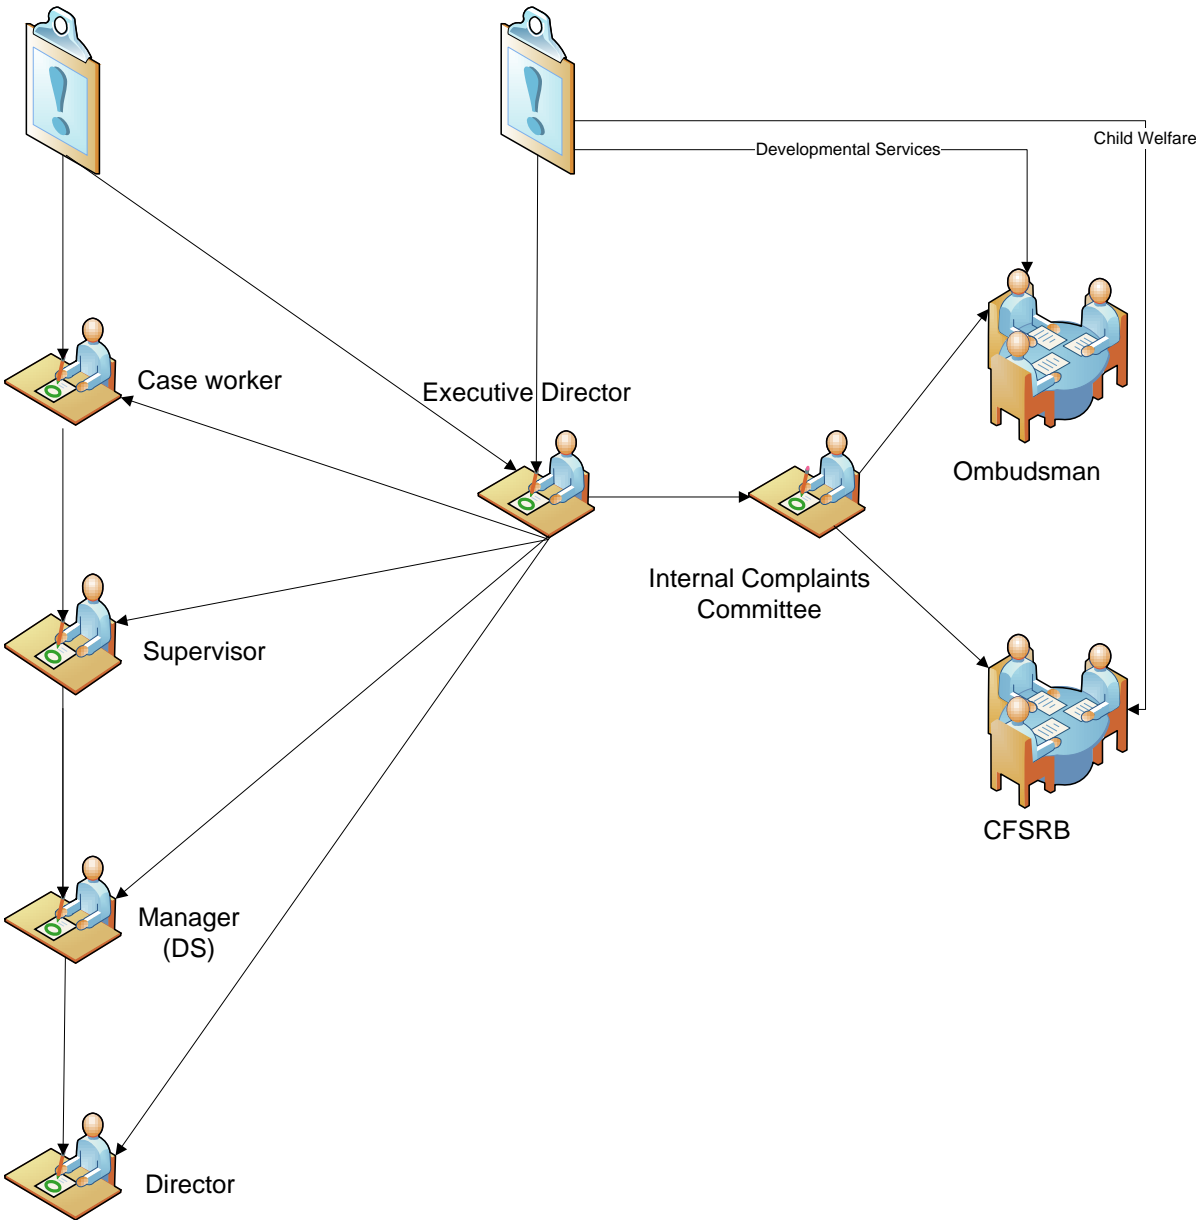 Child Welfare
Developmental Services
Case worker
Executive Director
Ombudsman
Internal Complaints
Committee
Supervisor
CFSRB
Manager
(DS)
Director